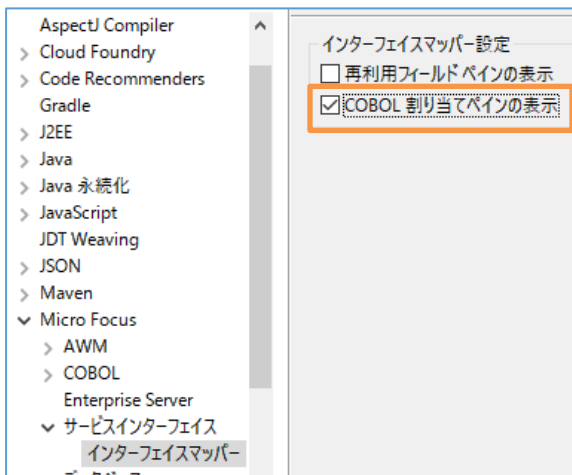 AspectJ Compiler
Cloud Foundry
Code Recommenders
Gradle
J2EE
Java
Java 永続化
JavaScript
JDT Weaving
JSON
Maven
Micro Focus
AWM
COBOL
Enterprise Server
サービスインターフェイス
インターフェイスマッパー
インターフェイスマッパー設定
再利用フィールド ペインの表示
COBOL 割り当てペインの表示